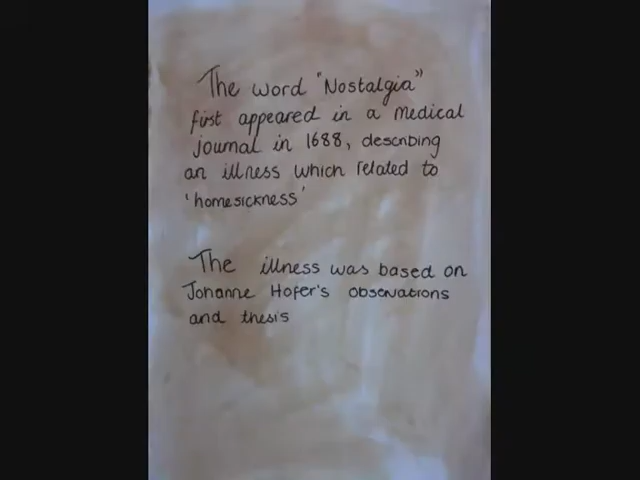 The word "Nostalgia"
first appeared in a medical
journal in 1688, describing
an illness which related to
'homesickness'
The illness was based on
Johanne Hofer's observations
and thesis